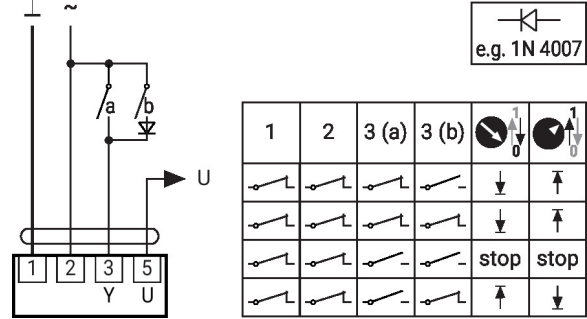 ~
e.g. 1N 4007
a b
U
1 2 3 (a) 3 (b) 1 0 1 0
stop stop
1 2 3 5
Y U